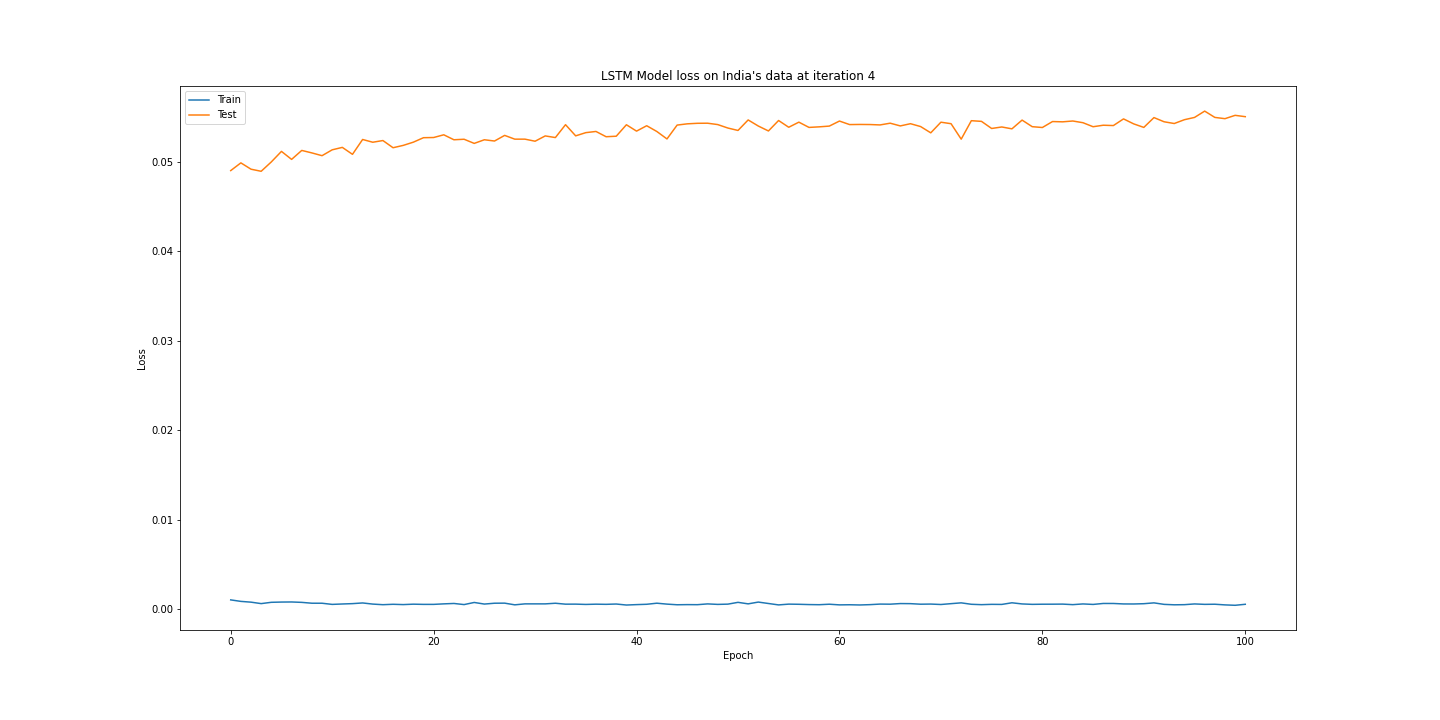 LSTM Model loss on India's data at iteration 4
Train
Test
0.05
0.04
0.03
0.02
0.01
0.00
Loss
0 20 40 60 80 100
Epoch